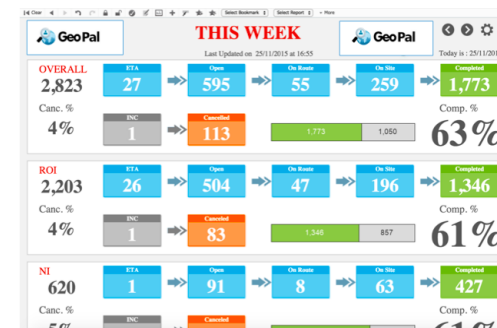 Clear Select Bookmark Select Report More
GeoPal THIS WEEK GeoPal
Last Updated on 25/11/2015 at 16:55 Today is : 25/11/201
OVERALL ETA Open On Route On Site Completed
2,823 27 595 55 259 1,773
Canc. % INC Cancelled Comp. %
4% 1 113 1,773 1,050 63%
ROI ETA Open On Route On Site Completed
2,203 26 504 47 196 1,346
Canc. % INC Canceled Comp. %
4% 1 83 1,346 857 61%
NI ETA Open On Route On Site Completed
620 1 91 8 63 427
Canc. % INC Canceled Comp. %